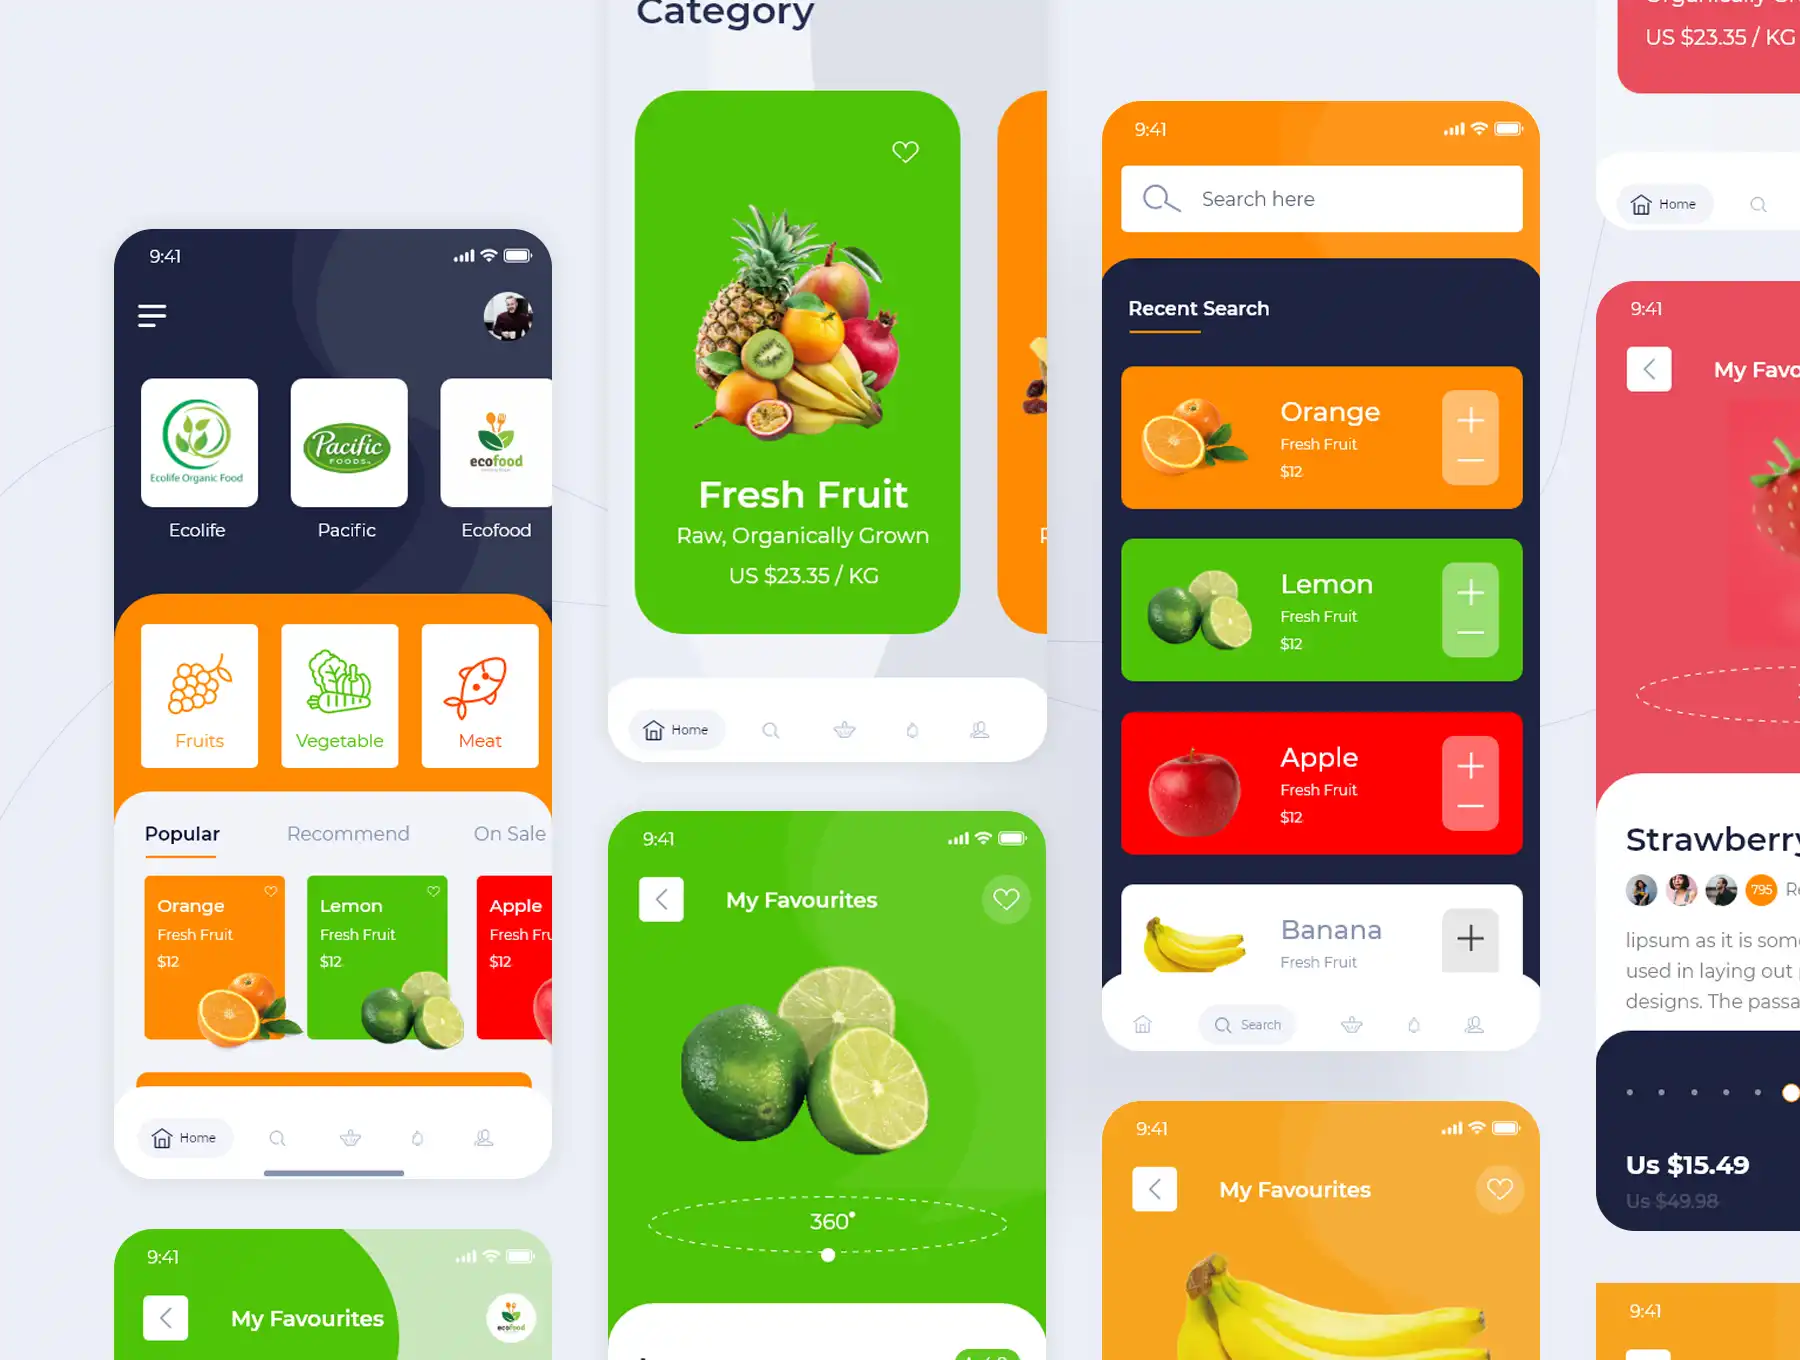 9:41
Ecolife Organic Food
Pacific
FOODS
ecofood
Ecolife
Pacific
Ecofood
Fruits
Vegetable
Meat
Popular
Recommend
On Sale
Orange
Fresh Fruit
$12
Lemon
Fresh Fruit
$12
Apple
Fresh Fru
$12
Home
9:41
My Favourites
ecofood
Category
Fresh Fruit
Raw, Organically Grown
US $23.35 / KG
Home
9:41
My Favourites
360°
9:41
Search here
Recent Search
Orange
Fresh Fruit
$12
Lemon
Fresh Fruit
$12
Apple
Fresh Fruit
$12
Banana
Fresh Fruit
Search
9:41
My Favourites
US $23.35 / KG
Home
9:41
My Favo
Strawberry
795 Re
lipsum as it is som
used in laying out p
designs. The passa
Us $15.49
Us $49.98
9:41